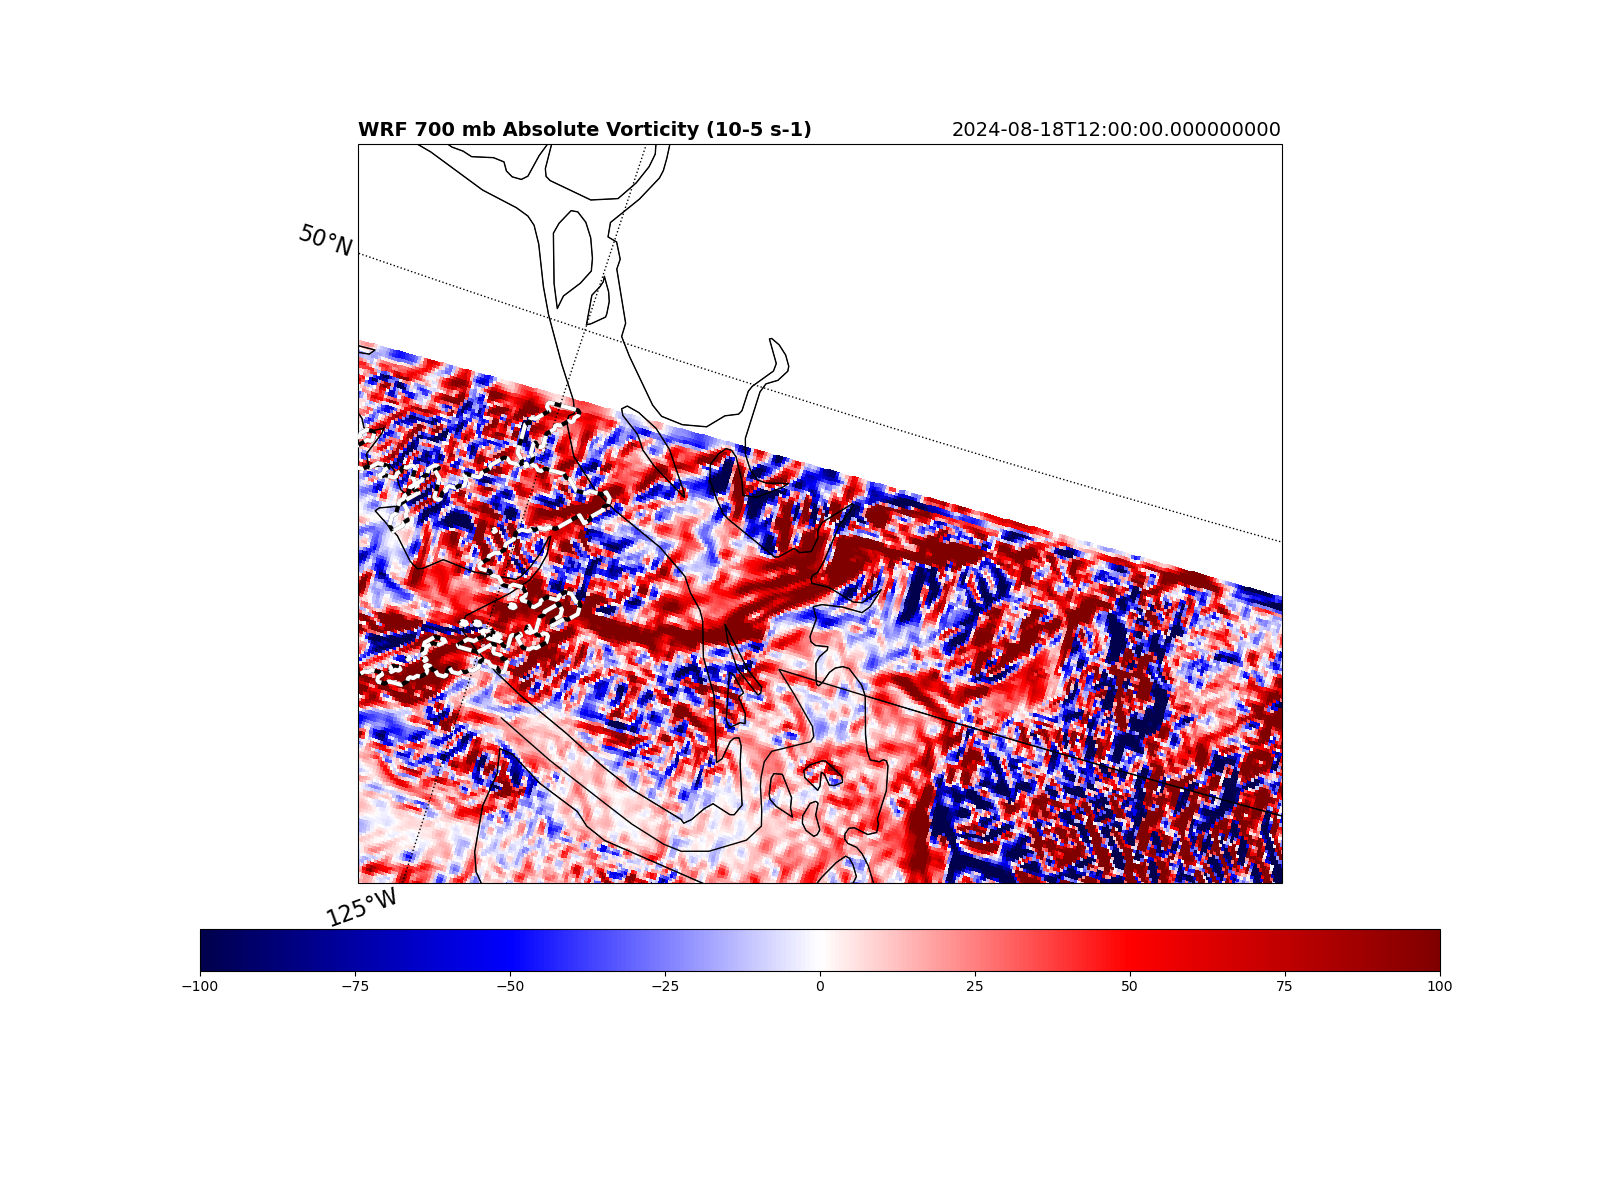 WRF 700 mb Absolute Vorticity (10-5 s-1) 2024-08-18T12:00:00.000000000
50°N
125°W
−100 −75 −50 −25 0 25 50 75 100